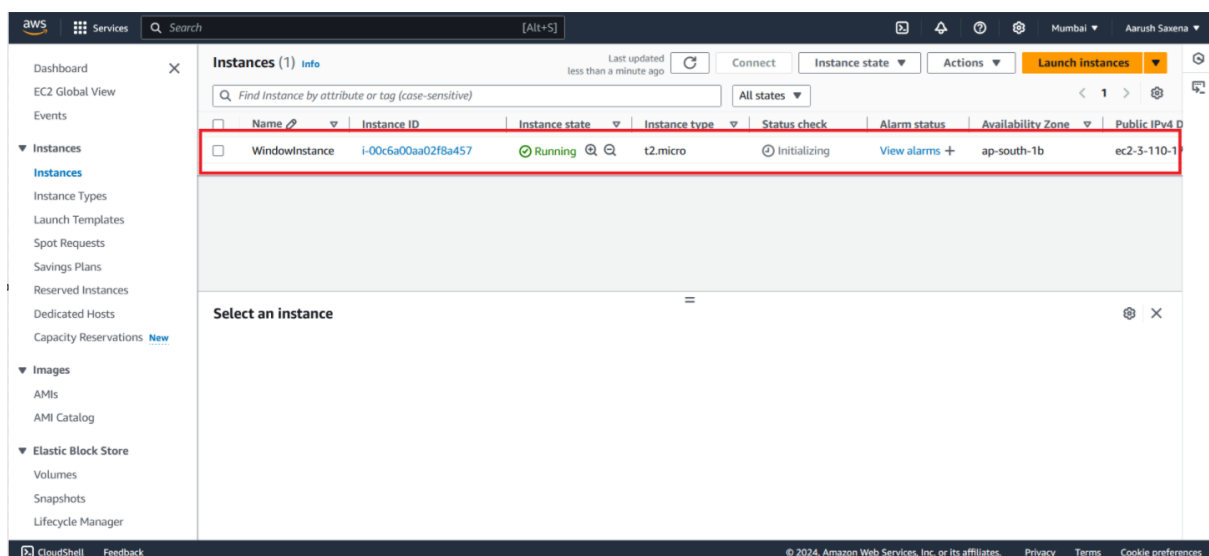 aws Services Search [Alt+S] Mumbai Aarush Saxena
Dashboard
EC2 Global View
Events
Instances
Instances
Instance Types
Launch Templates
Spot Requests
Savings Plans
Reserved Instances
Dedicated Hosts
Capacity Reservations New
Images
AMIs
AMI Catalog
Elastic Block Store
Volumes
Snapshots
Lifecycle Manager
Instances (1) Info
Last updated
less than a minute ago
Connect Instance state Actions Launch instances
Find Instance by attribute or tag (case-sensitive) All states 1
Name Instance ID Instance state Instance type Status check Alarm status Availability Zone Public IPv4 D
WindowInstance i-00c6a00aa02f8a457 Running t2.micro Initializing View alarms + ap-south-1b ec2-3-110-1
Select an instance
CloudShell Feedback © 2024, Amazon Web Services, Inc. or its affiliates. Privacy Terms Cookie preferences